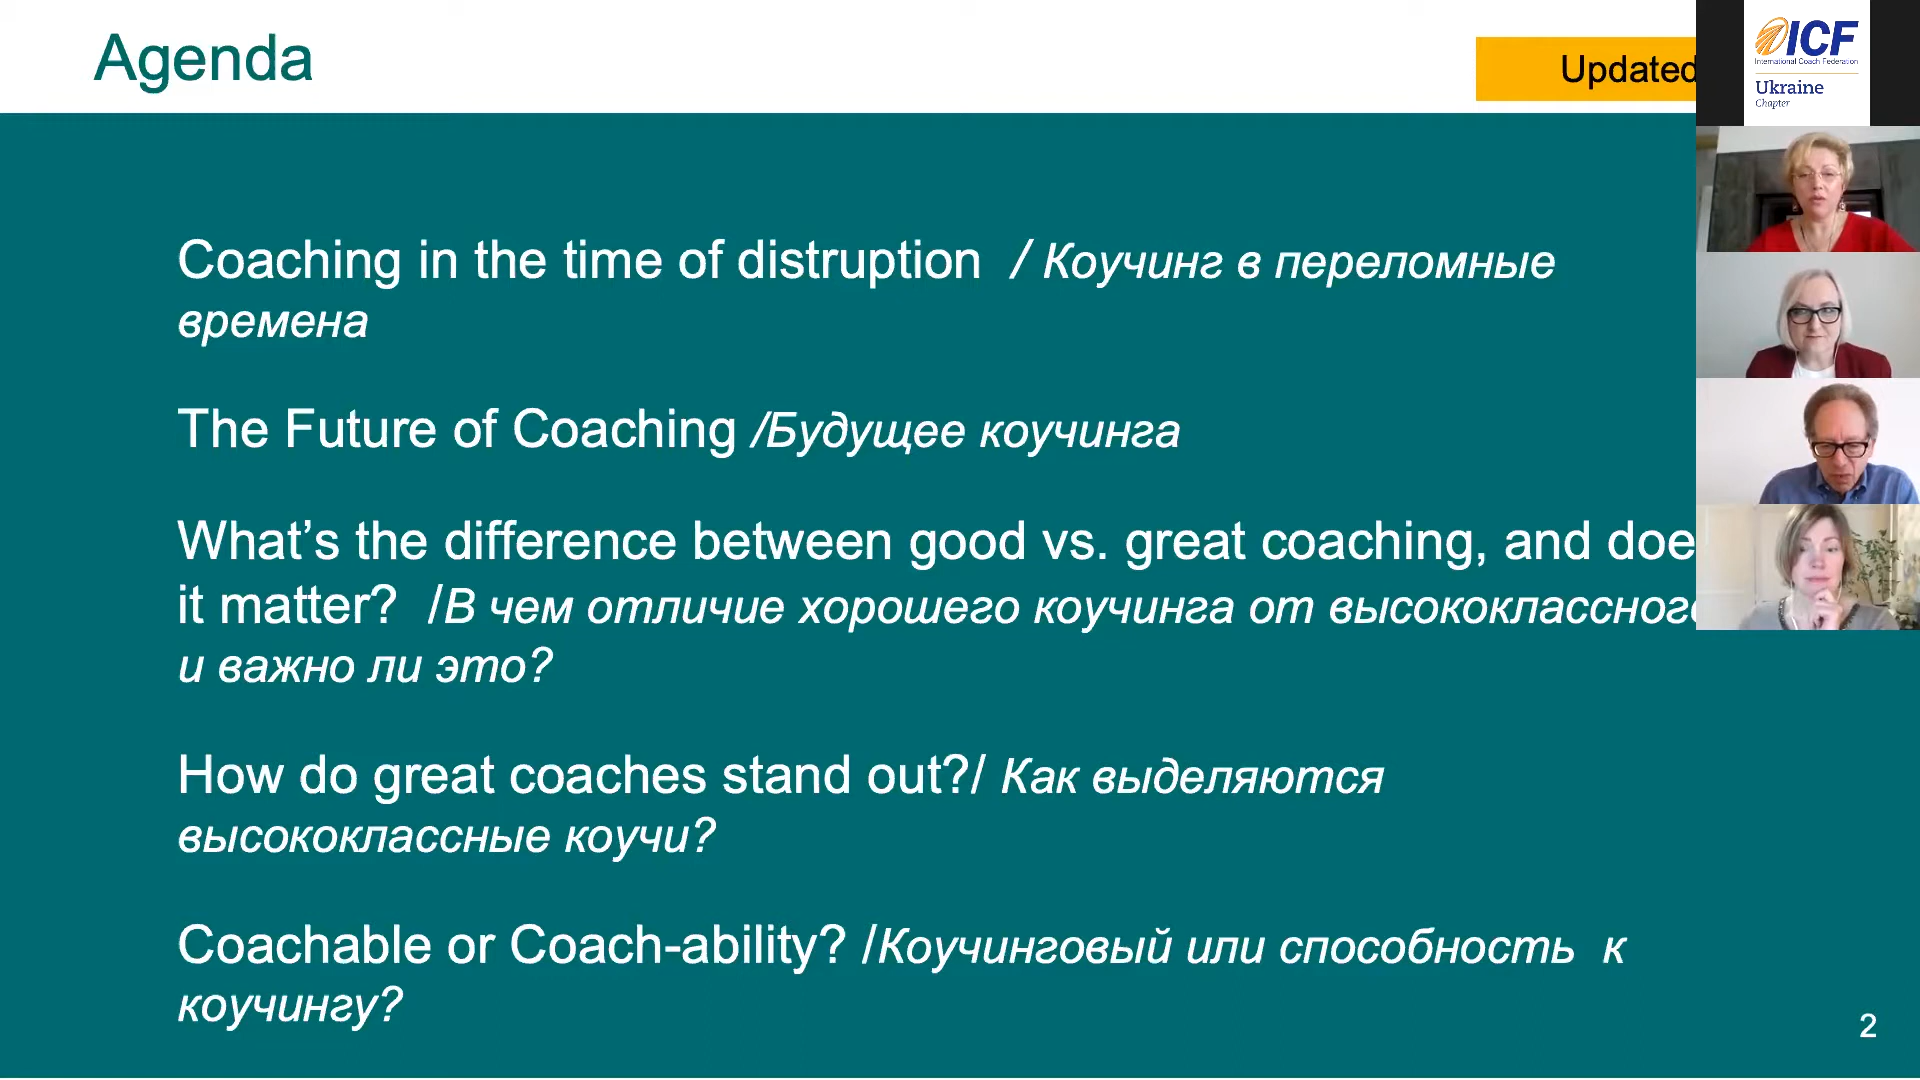 Agenda
Updated
ICF
International Coach Federation
Ukraine
Chapter
Coaching in the time of distruption / Коучинг в переломные
времена
The Future of Coaching /Будущее коучинга
What’s the difference between good vs. great coaching, and doe
it matter? /В чем отличие хорошего коучинга от высококлассного
и важно ли это?
How do great coaches stand out?/ Как выделяются
высококлассные коучи?
Coachable or Coach-ability? /Коучинговый или способность к
коучингу?
2